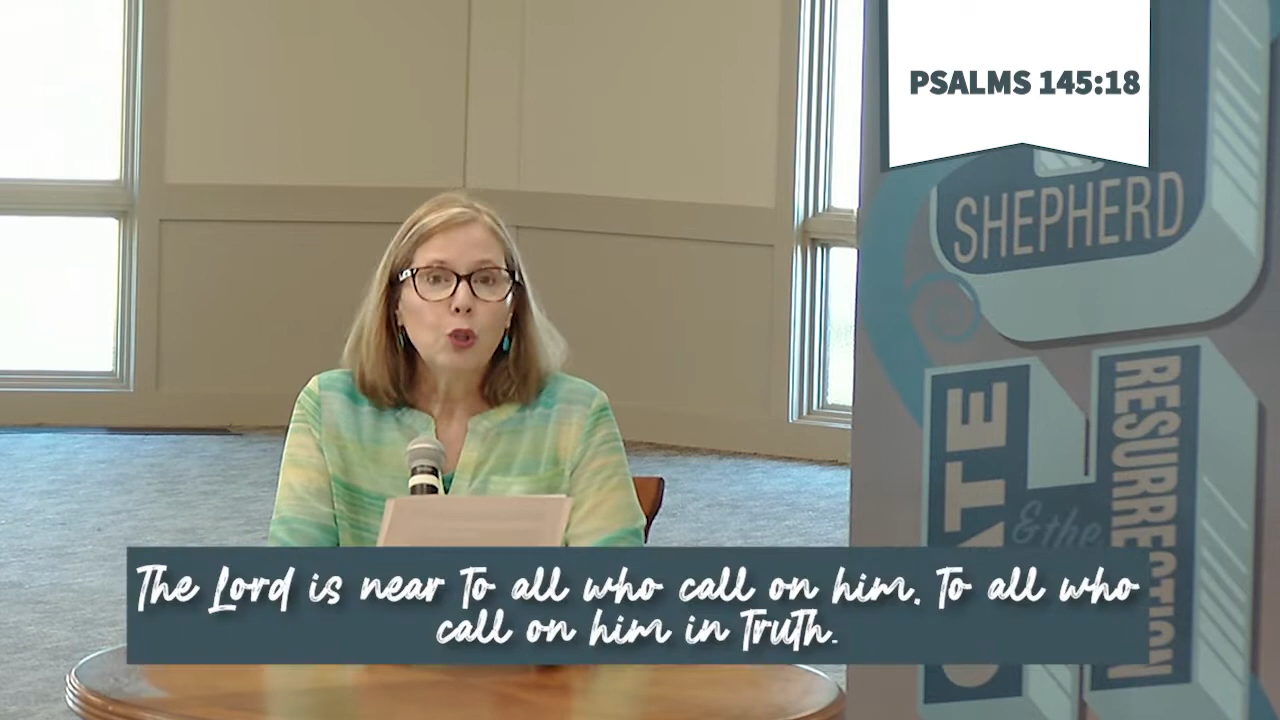 PSALMS 145:18
SHEPHERD
RESURRECTION
&the
The Lord is near to all who call on him, to all who
call on him in truth.